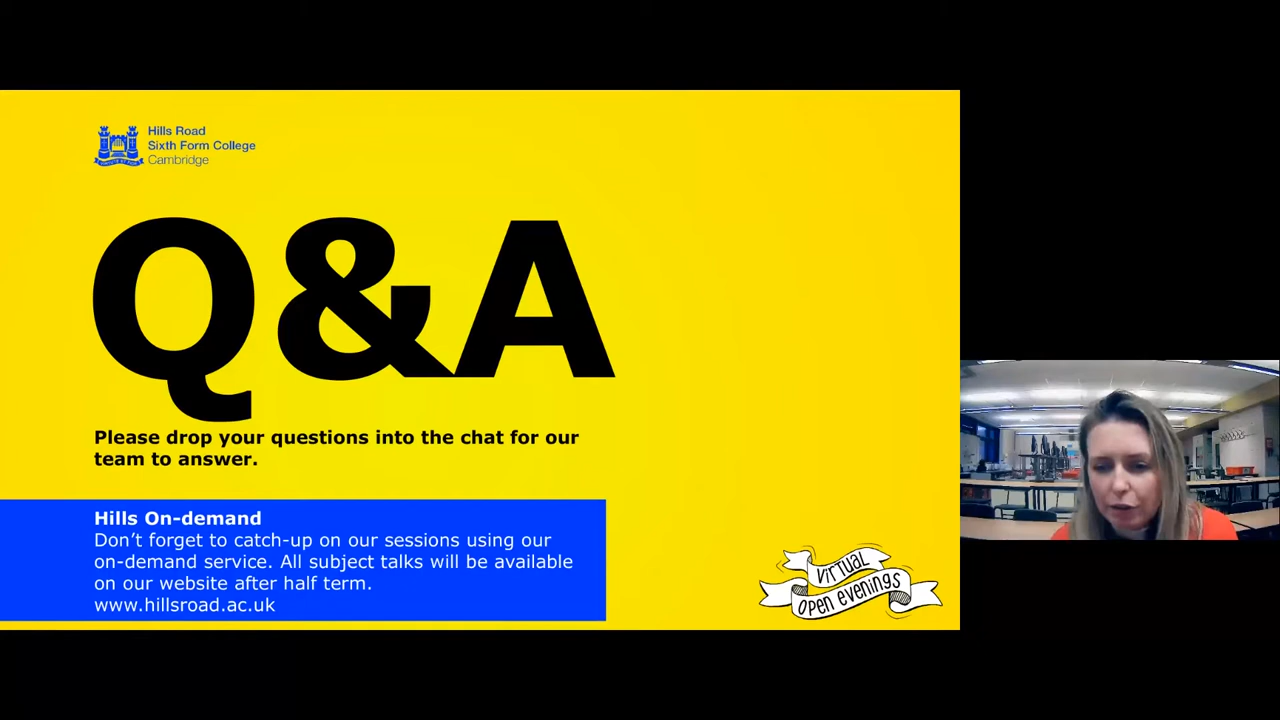 Hills Road
Sixth Form College
Cambridge
Q&A
Please drop your questions into the chat for our
team to answer.
Hills On-demand
Don’t forget to catch-up on our sessions using our
on-demand service. All subject talks will be available
on our website after half term.
www.hillsroad.ac.uk
VIRTUAL
OPEN EVENINGS